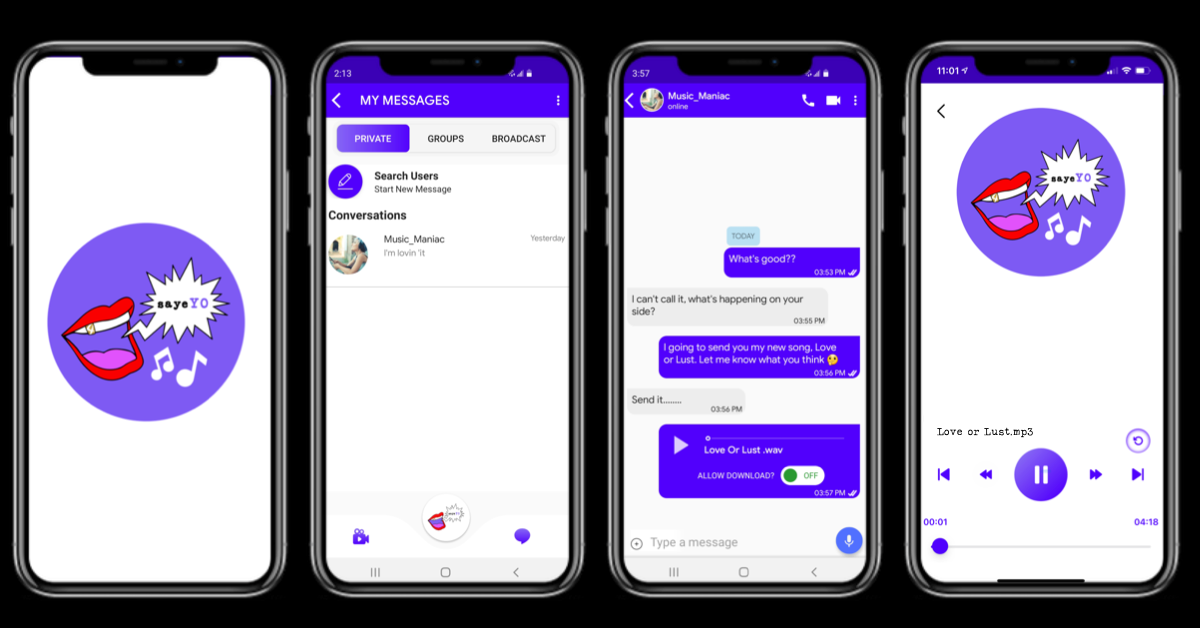 sayeYO
2:13
MY MESSAGES
PRIVATE GROUPS BROADCAST
Search Users
Start New Message
Conversations
Music_Maniac Yesterday
I'm lovin 'it
3:57
Music_Maniac
online
TODAY
What's good??
03:53 PM
I can't call it, what's happening on your
side?
03:55 PM
I going to send you my new song, Love
or Lust. Let me know what you think 🤔
03:56 PM
Send it........
03:56 PM
Love Or Lust .wav
ALLOW DOWNLOAD? OFF
03:57 PM
Type a message
11:01
sayeYO
Love or Lust.mp3
00:01 04:18